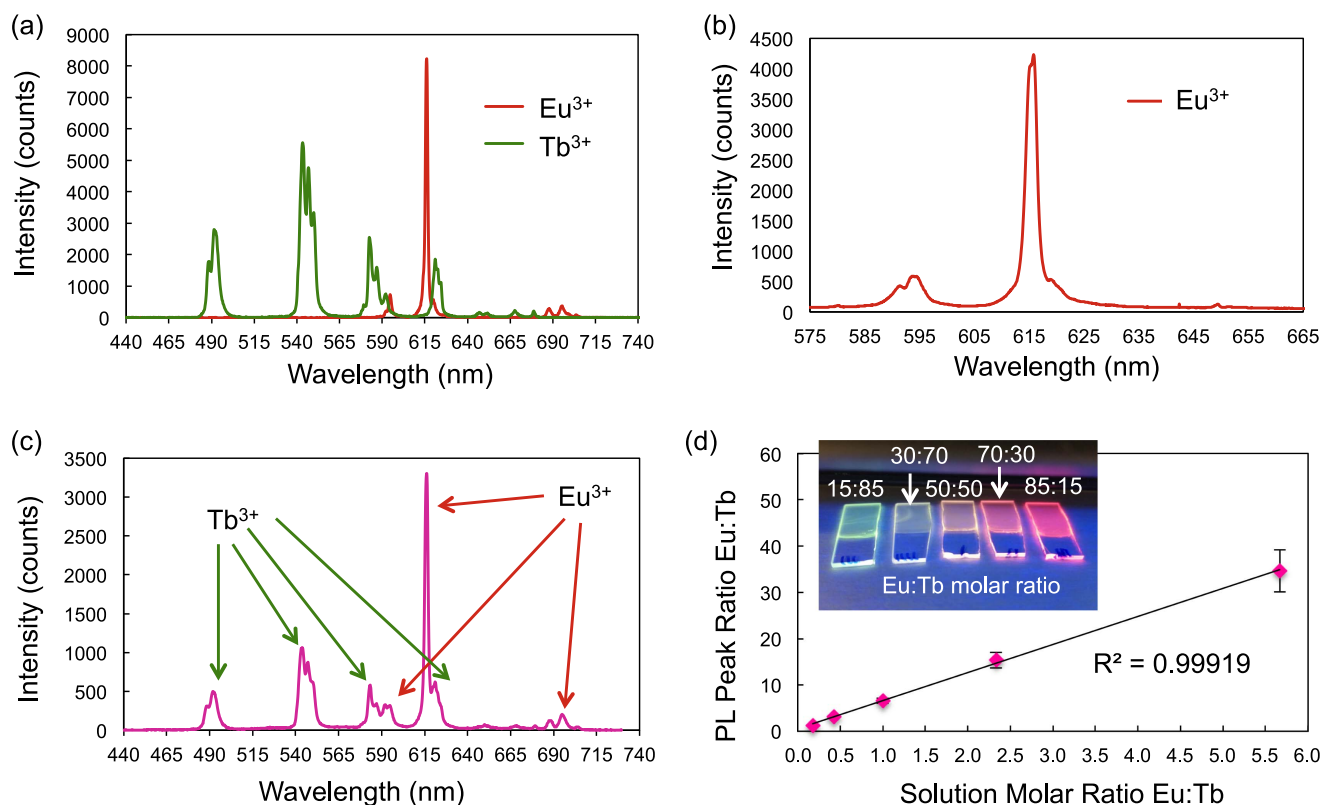 (a)
Intensity (counts)
9000
8000
7000
6000
5000
4000
3000
2000
1000
0
Eu³⁺
Tb³⁺
440 465 490 515 540 565 590 615 640 665 690 715 740
Wavelength (nm)
(b)
Intensity (counts)
4500
4000
3500
3000
2500
2000
1500
1000
500
0
Eu³⁺
575 585 595 605 615 625 635 645 655 665
Wavelength (nm)
(c)
Intensity (counts)
3500
3000
2500
2000
1500
1000
500
0
Tb³⁺
Eu³⁺
440 465 490 515 540 565 590 615 640 665 690 715 740
Wavelength (nm)
(d)
PL Peak Ratio Eu:Tb
60
50
40
30
20
10
0
30:70 70:30
15:85 50:50 85:15
Eu:Tb molar ratio
R² = 0.99919
0.0 0.5 1.0 1.5 2.0 2.5 3.0 3.5 4.0 4.5 5.0 5.5 6.0
Solution Molar Ratio Eu:Tb